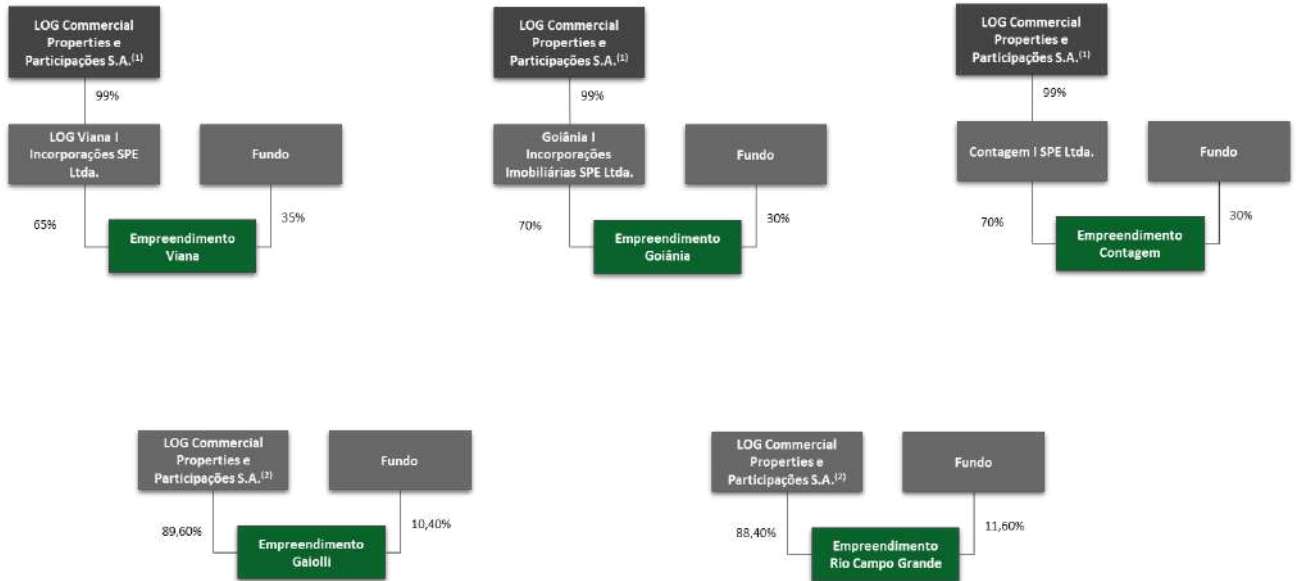 LOG Commercial
Properties e
Participações S.A.(1)
99%
LOG Viana I
Incorporações SPE
Ltda.
Fundo
65%
35%
Empreendimento
Viana
LOG Commercial
Properties e
Participações S.A.(1)
99%
Goiânia I
Incorporações
Imobiliárias SPE Ltda.
Fundo
70%
30%
Empreendimento
Goiânia
LOG Commercial
Properties e
Participações S.A.(1)
99%
Contagem I SPE Ltda.
Fundo
70%
30%
Empreendimento
Contagem
LOG Commercial
Properties e
Participações S.A.(2)
Fundo
89,60%
10,40%
Empreendimento
Gaiolli
LOG Commercial
Properties e
Participações S.A.(2)
Fundo
88,40%
11,60%
Empreendimento
Rio Campo Grande